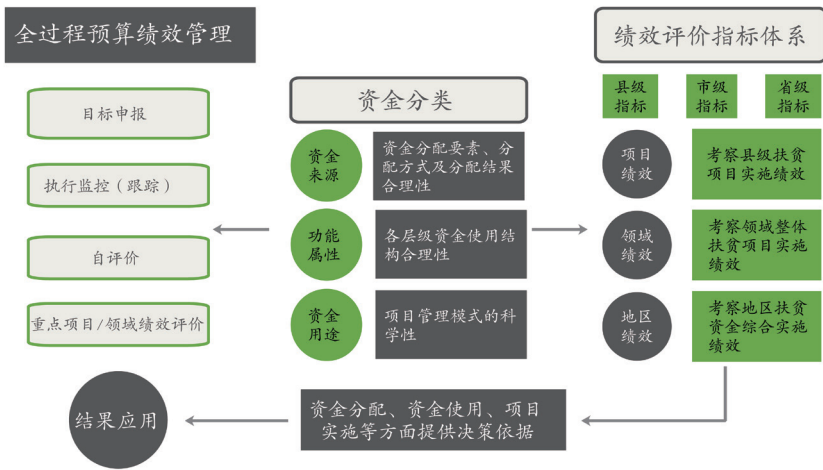 全过程预算绩效管理
目标申报
执行监控（跟踪）
自评价
重点项目/领域绩效评价
资金分类
资金
来源
资金分配要素、分
配方式及分配结果
合理性
功能
属性
各层级资金使用结
构合理性
资金
用途
项目管理模式的科
学性
绩效评价指标体系
县级
指标
市级
指标
省级
指标
项目
绩效
考察县级扶贫
项目实施绩效
领域
绩效
考察领域整体
扶贫项目实施
绩效
地区
绩效
考察地区扶贫
资金综合实施
绩效
资金分配、资金使用、项目
实施等方面提供决策依据
结果应用